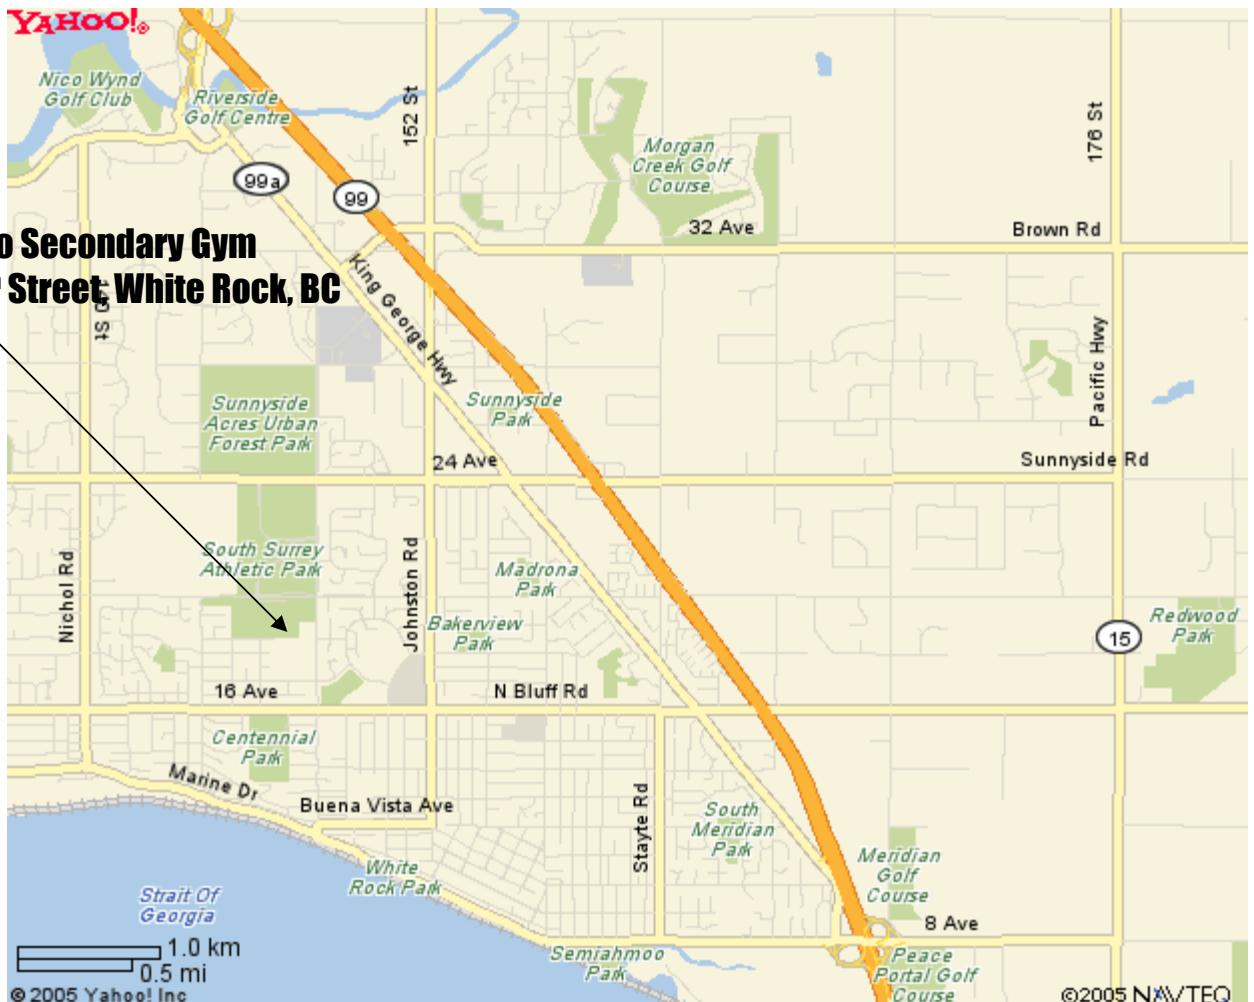 YAHOO!®
Nico Wynd
Golf Club
Riverside
Golf Centre
152 St
176 St
Morgan
Creek Golf
Course
99a
99
32 Ave
Brown Rd
o Secondary Gym
Street, White Rock, BC
140 St
King George Hwy
Pacific Hwy
Sunnyside
Acres Urban
Forest Park
Sunnyside
Park
24 Ave
Sunnyside Rd
South Surrey
Athletic Park
Nichol Rd
Johnston Rd
Madrona
Park
Bakerview
Park
Redwood
Park
15
16 Ave
N Bluff Rd
Centennial
Park
Marine Dr
Buena Vista Ave
Stayte Rd
South
Meridian
Park
White
Rock Park
Meridian
Golf
Course
Strait Of
Georgia
8 Ave
1.0 km
0.5 mi
Semiahmoo
Park
Peace
Portal Golf
Course
© 2005 Yahoo! Inc
©2005 NAVTEQ